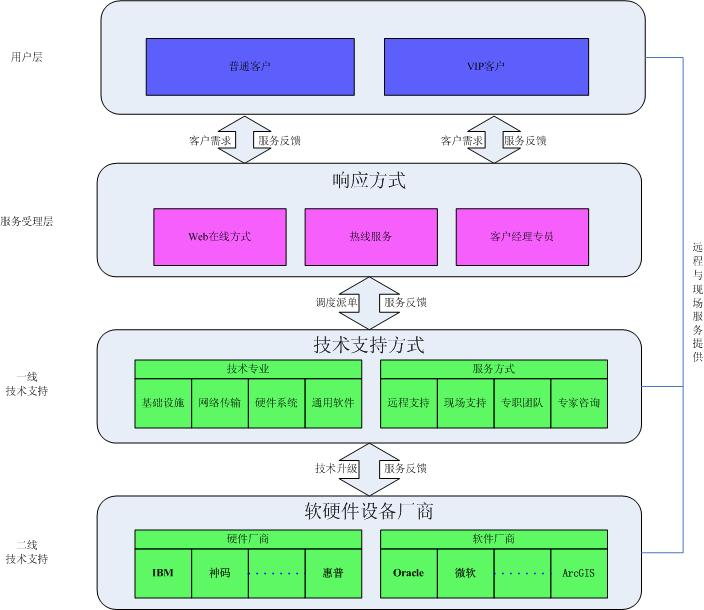 用户层
普通客户
VIP客户
客户需求
服务反馈
客户需求
服务反馈
响应方式
服务受理层
Web在线方式
热线服务
客户经理专员
远程与现场服务提供
调度派单
服务反馈
技术支持方式
一线
技术支持
技术专业
基础设施
网络传输
硬件系统
通用软件
服务方式
远程支持
现场支持
专职团队
专家咨询
技术升级
服务反馈
软硬件设备厂商
二线
技术支持
硬件厂商
IBM
神码
·······
惠普
软件厂商
Oracle
微软
·······
ArcGIS